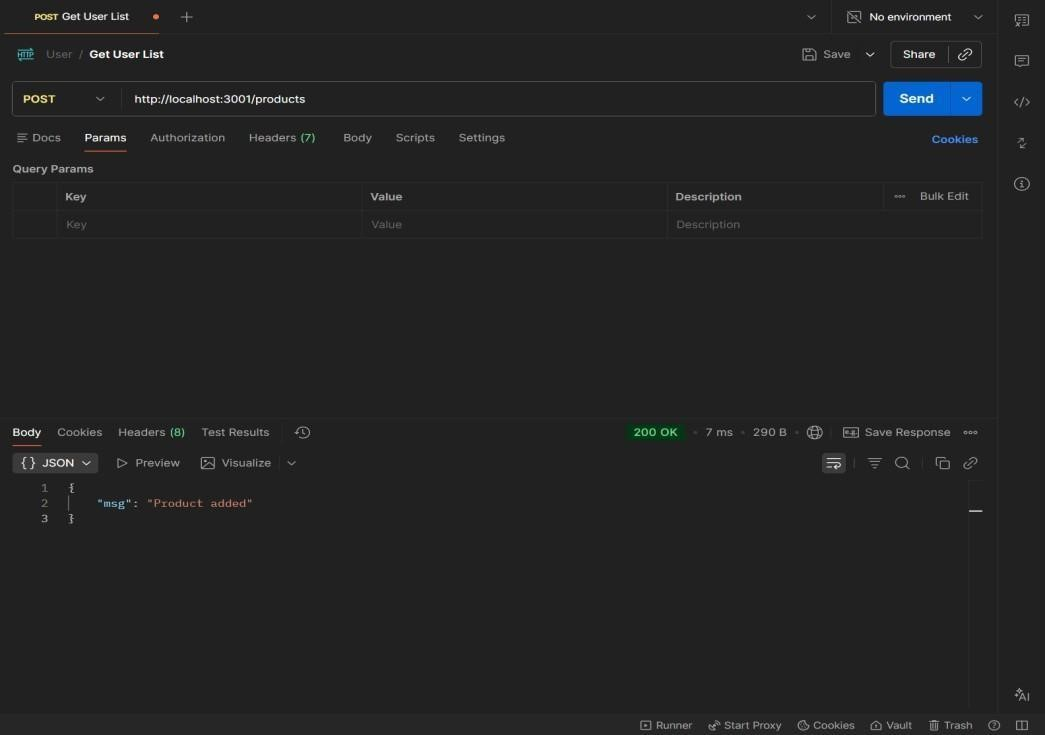 POST Get User List
No environment
HTTP User / Get User List Save Share
POST http://localhost:3001/products Send
Docs Params Authorization Headers (7) Body Scripts Settings Cookies
Query Params
Key Value Description Bulk Edit
Key Value Description
Body Cookies Headers (8) Test Results 200 OK • 7 ms • 290 B • Save Response
{} JSON Preview Visualize
1 {
2 "msg": "Product added"
3 }
AI
Runner Start Proxy Cookies Vault Trash